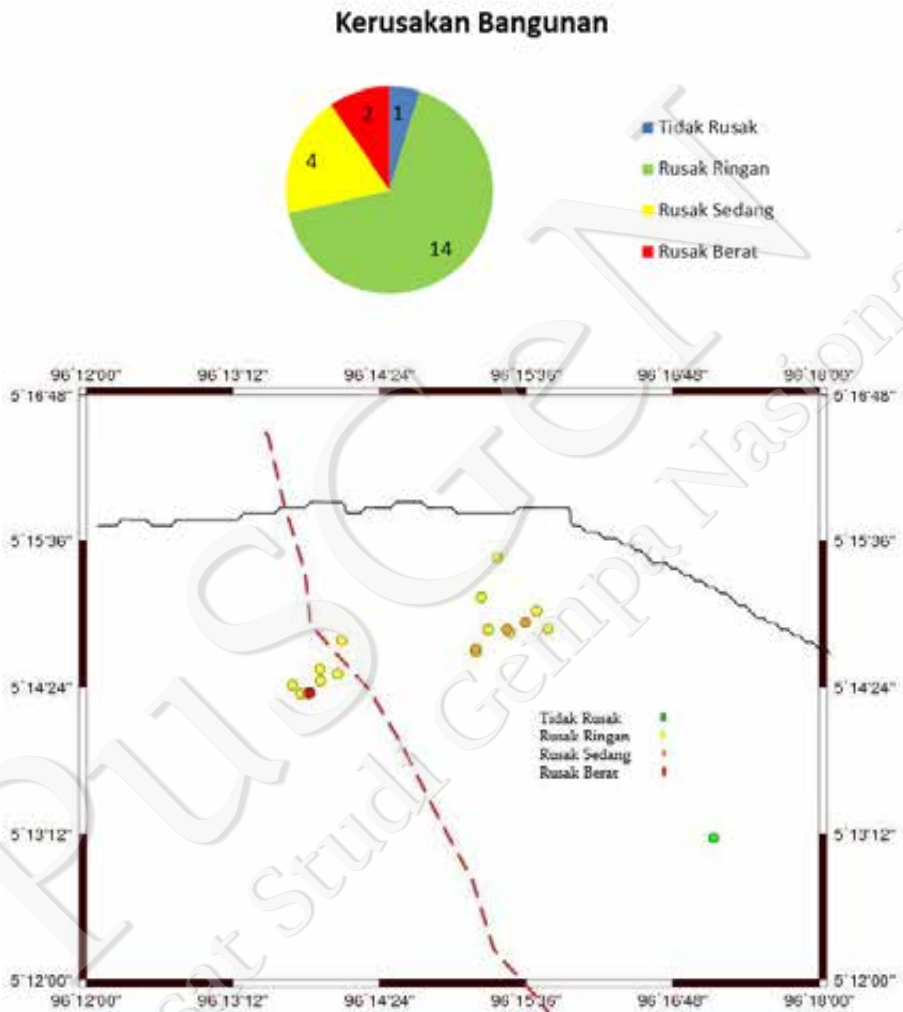 Kerusakan Bangunan
2
1
4
14
Tidak Rusak
Rusak Ringan
Rusak Sedang
Rusak Berat
96°12'00" 96°13'12" 96°14'24" 96°15'36" 96°16'48" 96°18'00"
5°16'48" 5°16'48"
5°15'36" 5°15'36"
5°14'24" 5°14'24"
Tidak Rusak
Rusak Ringan
Rusak Sedang
Rusak Berat
5°13'12" 5°13'12"
5°12'00" 5°12'00"
96°12'00" 96°13'12" 96°14'24" 96°15'36" 96°16'48" 96°18'00"
PuSGeN
Pusat Studi Gempa Nasional